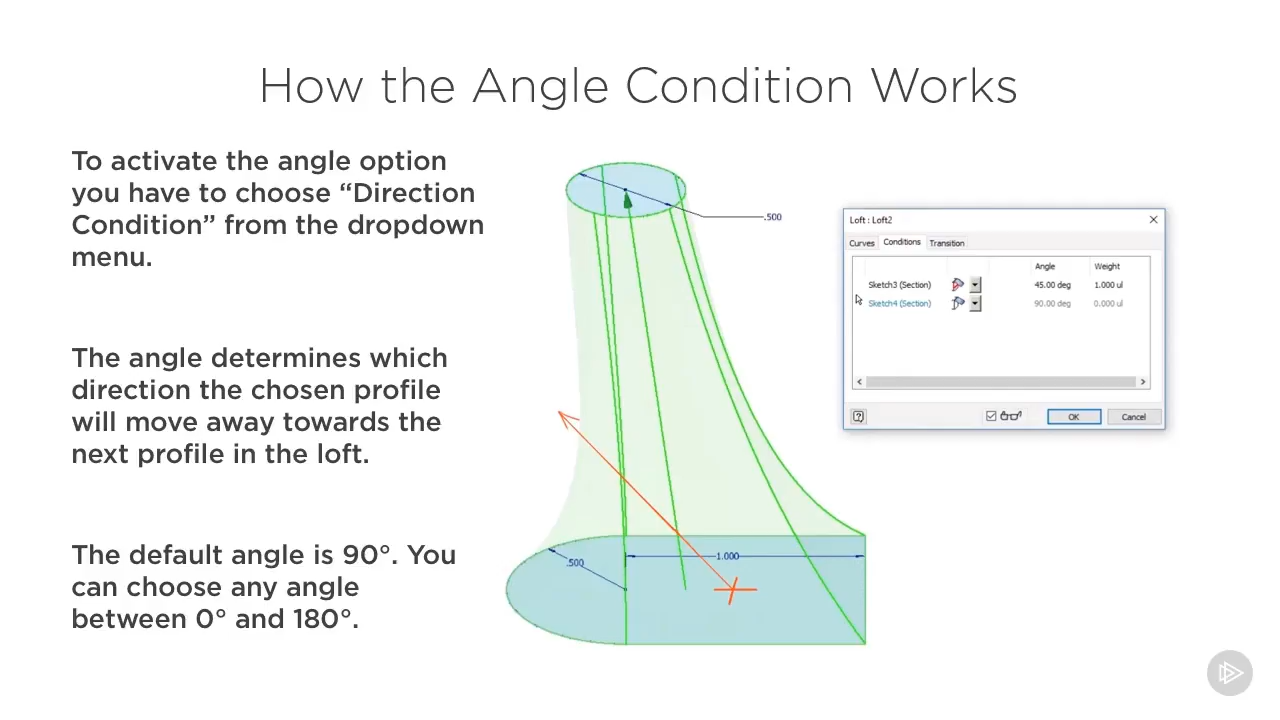 How the Angle Condition Works
To activate the angle option
you have to choose “Direction
Condition” from the dropdown
menu.
The angle determines which
direction the chosen profile
will move away towards the
next profile in the loft.
The default angle is 90°. You
can choose any angle
between 0° and 180°.
.500
.500
1.000
Loft : Loft2
Curves Conditions Transition
Angle Weight
Sketch3 (Section) 45.00 deg 1.000 ul
Sketch4 (Section) 90.00 deg 0.000 ul
OK Cancel